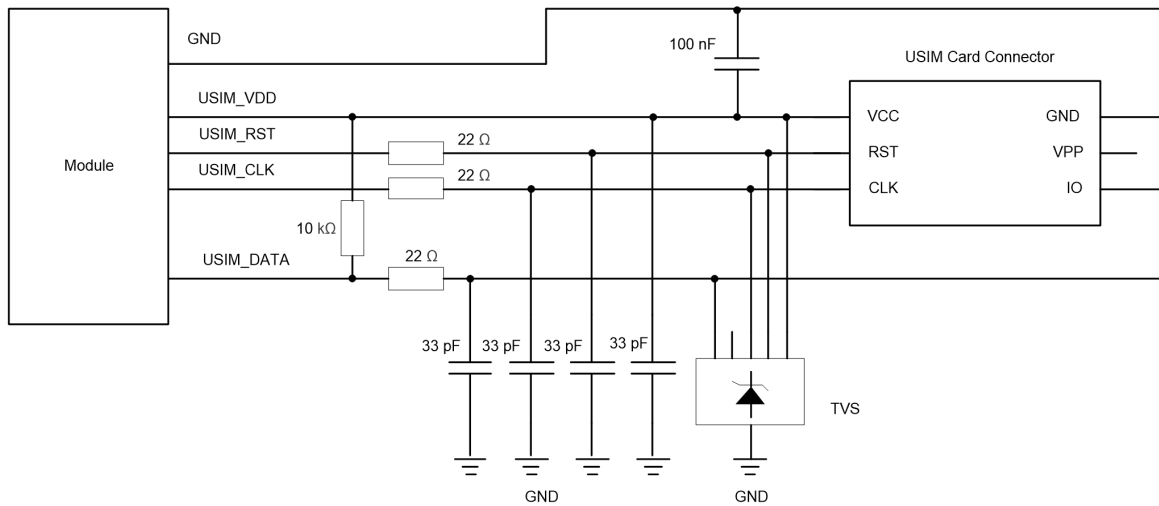 GND
100 nF
USIM Card Connector
USIM_VDD
VCC
GND
USIM_RST
22 Ω
RST
VPP
Module
USIM_CLK
22 Ω
CLK
IO
10 kΩ
USIM_DATA
22 Ω
33 pF
33 pF
33 pF
33 pF
TVS
GND
GND